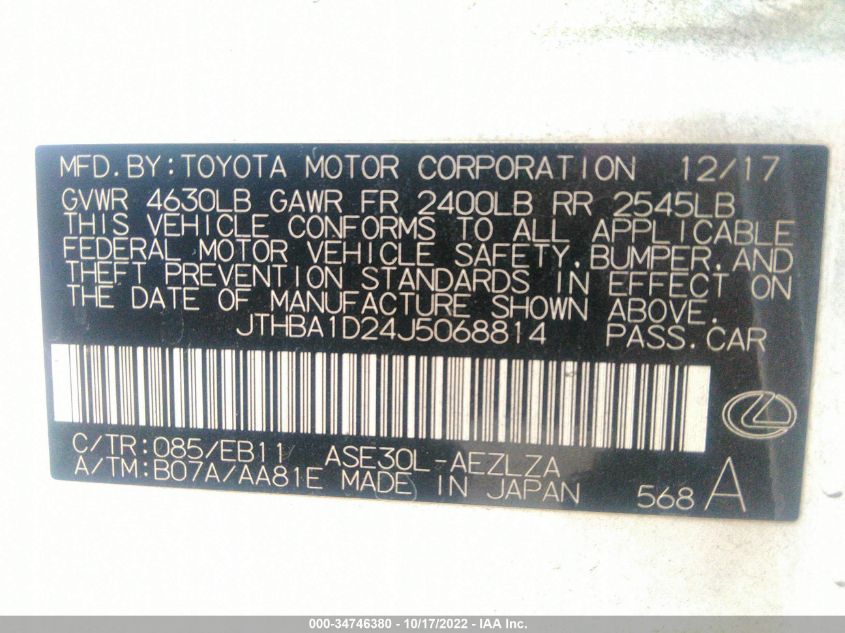 MFD.BY:TOYOTA MOTOR CORPORATION 12/17
GVWR 4630LB GAWR FR 2400LB RR 2545LB
THIS VEHICLE CONFORMS TO ALL APPLICABLE
FEDERAL MOTOR VEHICLE SAFETY,BUMPER,AND
THEFT PREVENTION STANDARDS IN EFFECT ON
THE DATE OF MANUFACTURE SHOWN ABOVE.
JTHBA1D24J5068814 PASS.CAR
C/TR:085/EB11 ASE30L-AEZLZA
A/TM:B07A/AA81E MADE IN JAPAN 568 A
000-34746380 - 10/17/2022 - IAA Inc.